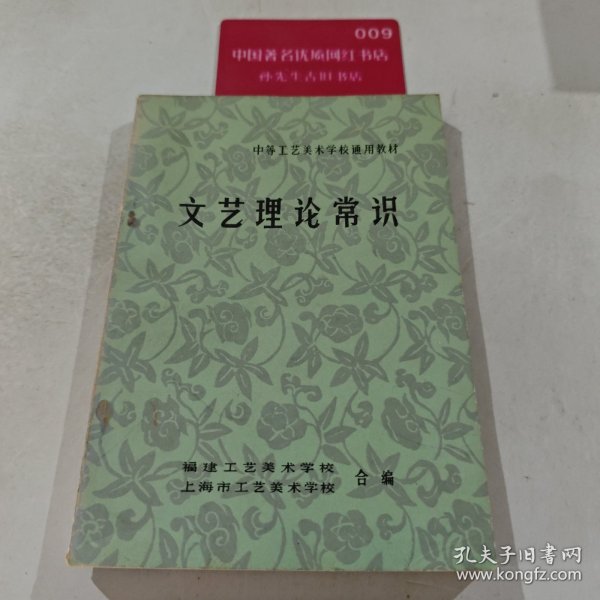 009
中国著名优质网红书店
孙先生古旧书店
中等工艺美术学校通用教材
文艺理论常识
福建工艺美术学校
上海市工艺美术学校 合编
孔夫子旧书网
www.kongfz.com